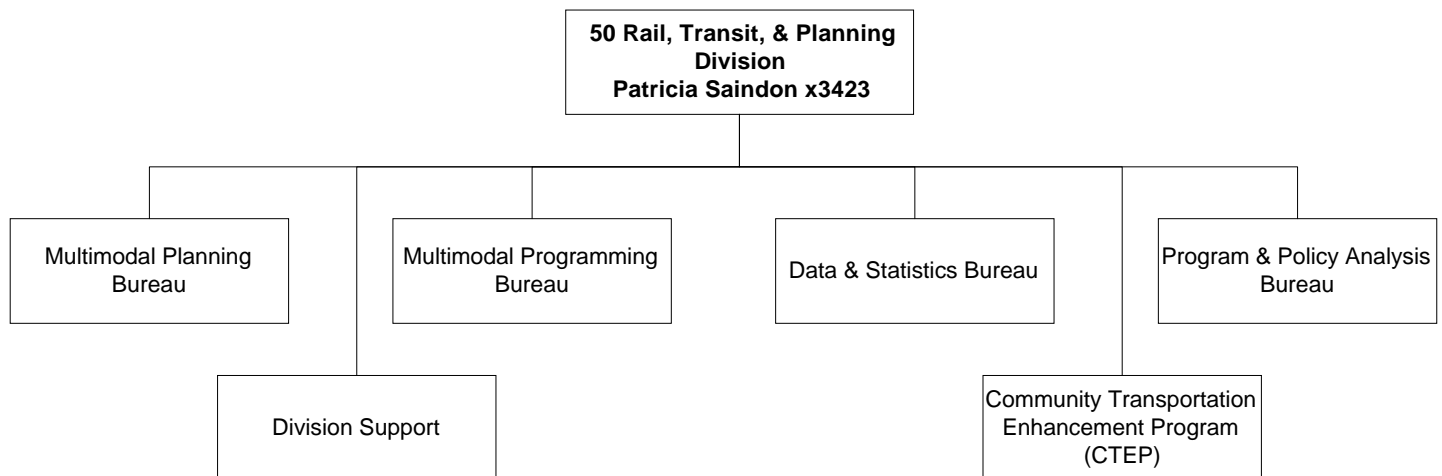 50 Rail, Transit, & Planning
Division
Patricia Saindon x3423
Multimodal Planning
Bureau
Multimodal Programming
Bureau
Data & Statistics Bureau
Program & Policy Analysis
Bureau
Division Support
Community Transportation
Enhancement Program
(CTEP)